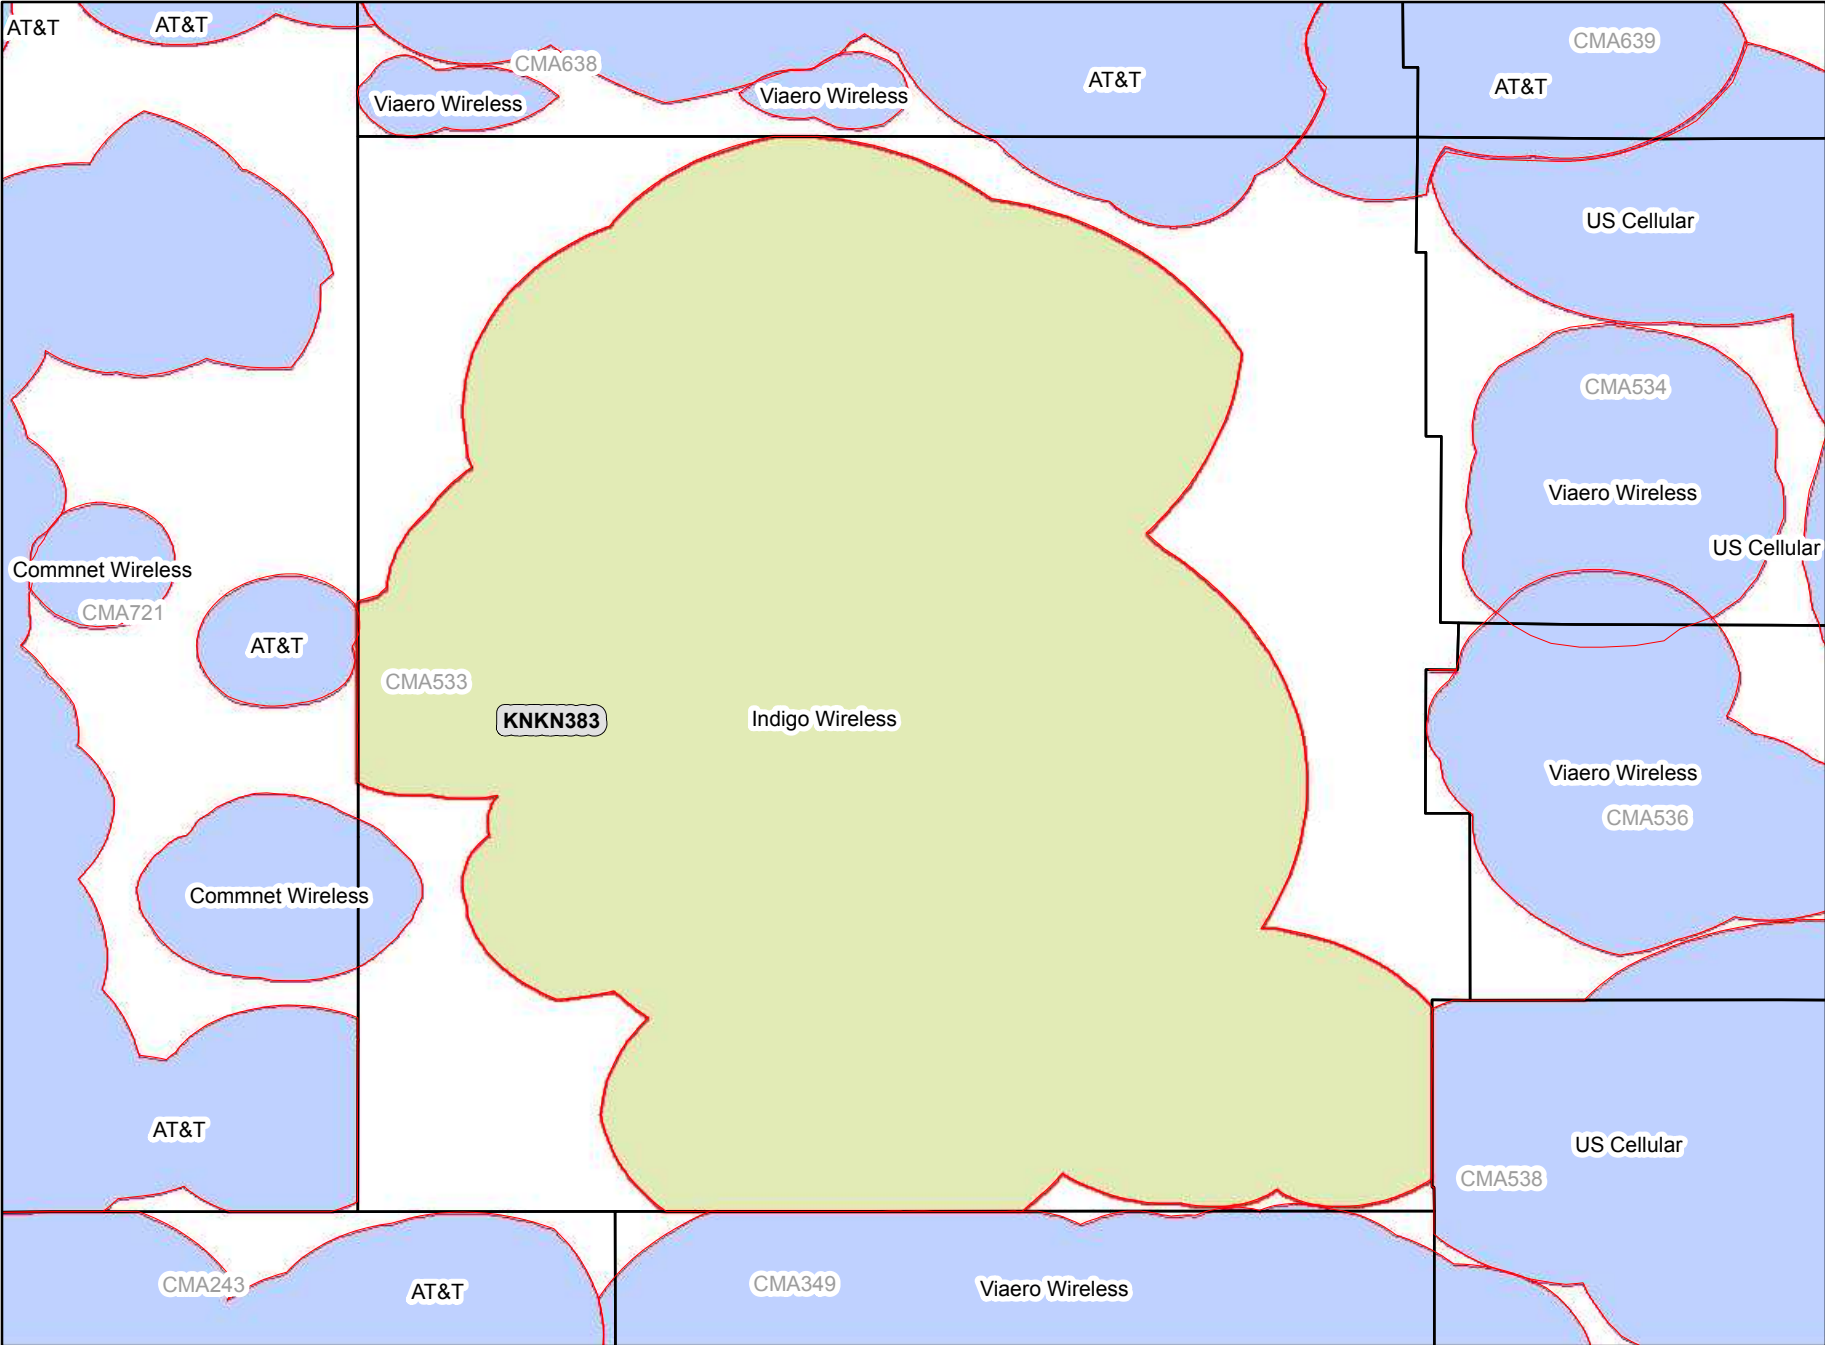 AT&T
AT&T
CMA638
Viaero Wireless
Viaero Wireless
AT&T
CMA639
AT&T
US Cellular
CMA534
Viaero Wireless
US Cellular
Commnet Wireless
CMA721
AT&T
CMA533
KNKN383
Indigo Wireless
Viaero Wireless
CMA536
Commnet Wireless
AT&T
US Cellular
CMA538
CMA243
AT&T
CMA349
Viaero Wireless